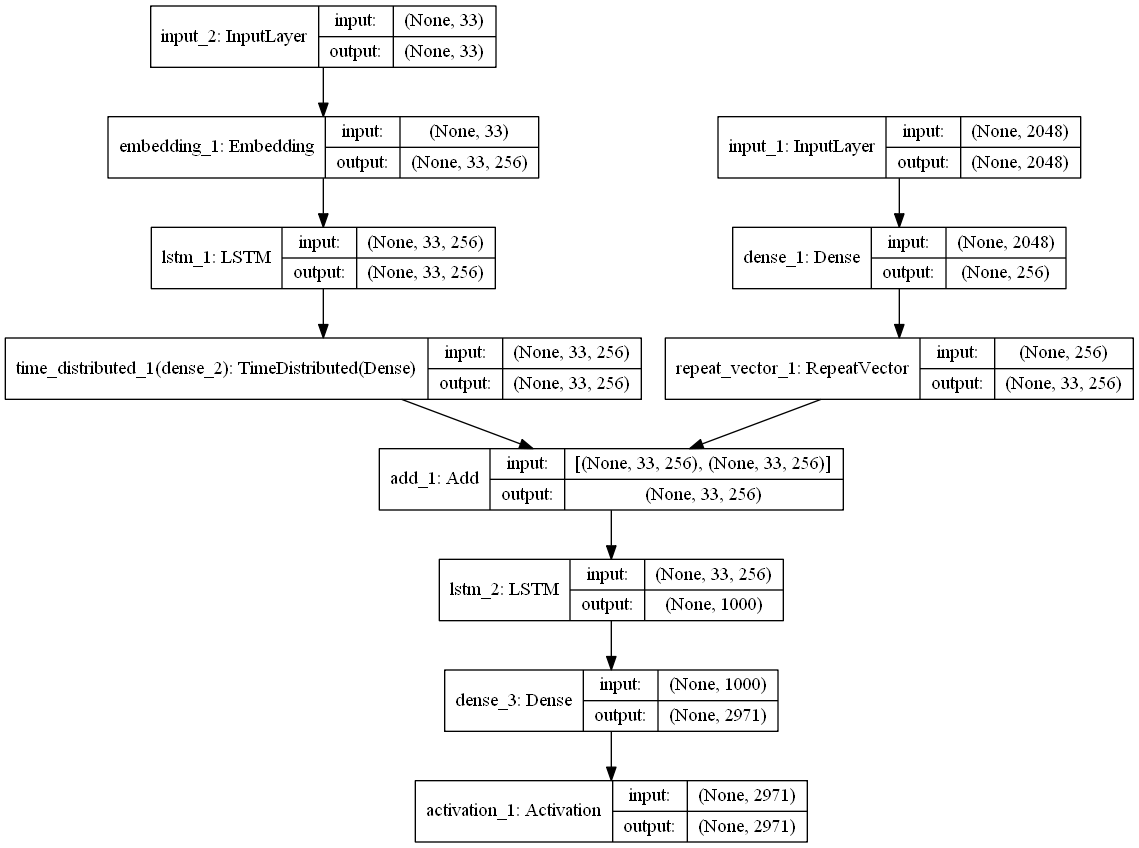 input_2: InputLayer
input: (None, 33)
output: (None, 33)
embedding_1: Embedding
input: (None, 33)
output: (None, 33, 256)
input_1: InputLayer
input: (None, 2048)
output: (None, 2048)
lstm_1: LSTM
input: (None, 33, 256)
output: (None, 33, 256)
dense_1: Dense
input: (None, 2048)
output: (None, 256)
time_distributed_1(dense_2): TimeDistributed(Dense)
input: (None, 33, 256)
output: (None, 33, 256)
repeat_vector_1: RepeatVector
input: (None, 256)
output: (None, 33, 256)
add_1: Add
input: [(None, 33, 256), (None, 33, 256)]
output: (None, 33, 256)
lstm_2: LSTM
input: (None, 33, 256)
output: (None, 1000)
dense_3: Dense
input: (None, 1000)
output: (None, 2971)
activation_1: Activation
input: (None, 2971)
output: (None, 2971)